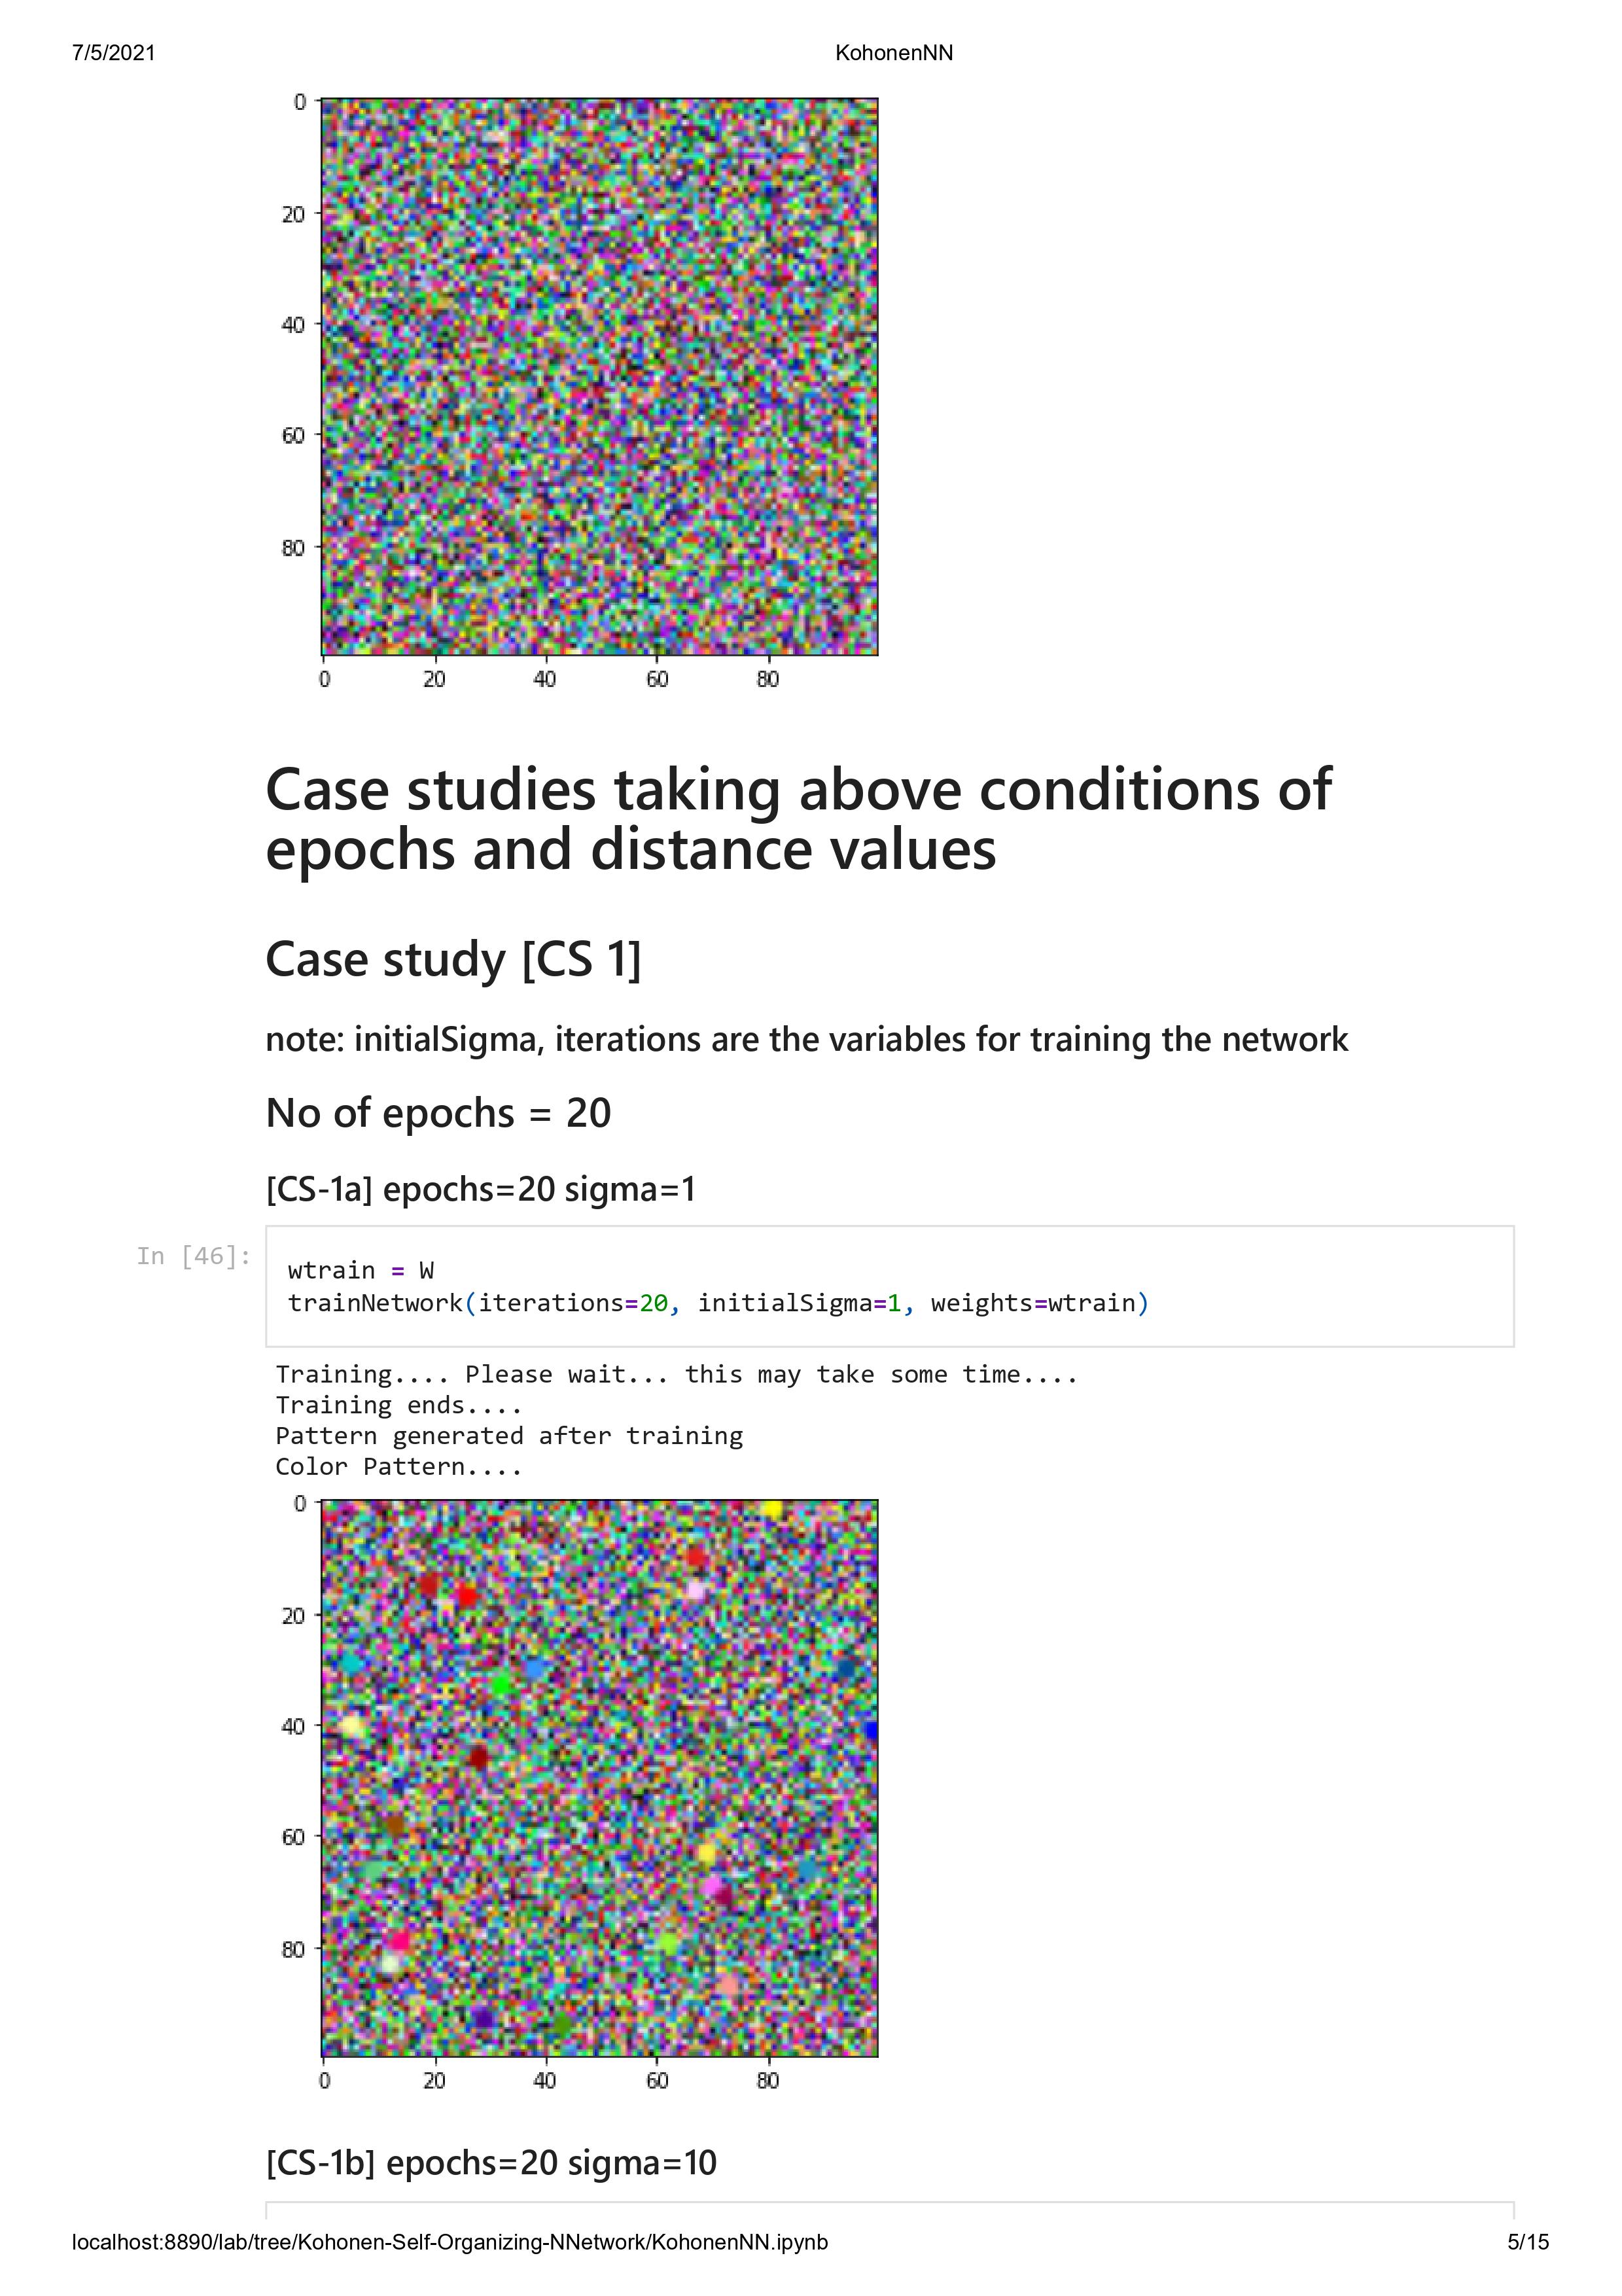 7/5/2021 KohonenNN
0
20
40
60
80
0 20 40 60 80
Case studies taking above conditions of
epochs and distance values
Case study [CS 1]
note: initialSigma, iterations are the variables for training the network
No of epochs = 20
[CS-1a] epochs=20 sigma=1
In [46]:
wtrain = W
trainNetwork(iterations=20, initialSigma=1, weights=wtrain)
Training.... Please wait... this may take some time....
Training ends....
Pattern generated after training
Color Pattern....
0
20
40
60
80
0 20 40 60 80
[CS-1b] epochs=20 sigma=10
localhost:8890/lab/tree/Kohonen-Self-Organizing-NNetwork/KohonenNN.ipynb 5/15